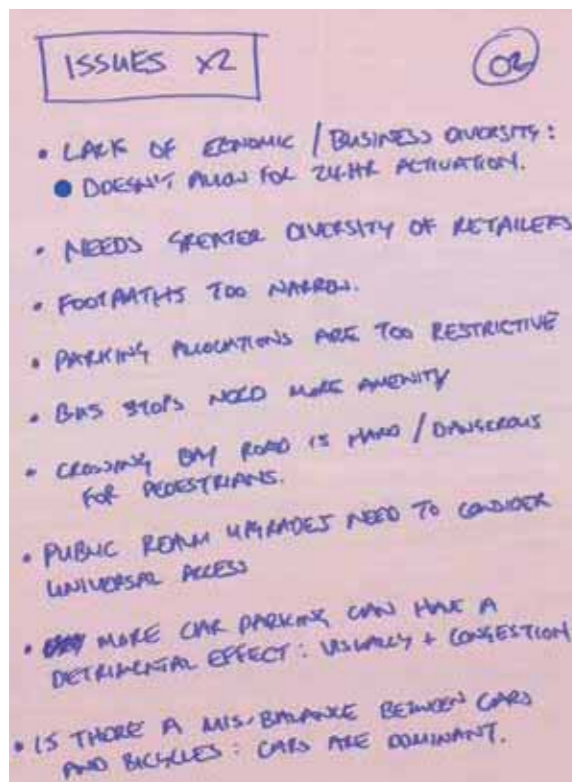 ISSUES x2
02
• LACK OF ECONOMIC / BUSINESS DIVERSITY:
● DOESN'T ALLOW FOR 24-HR ACTIVATION.
• NEEDS GREATER DIVERSITY OF RETAILERS
• FOOTPATHS TOO NARROW.
• PARKING ALLOCATIONS ARE TOO RESTRICTIVE
• BUS STOPS NEED MORE AMENITY
• CROSSING BAY ROAD IS HARD / DANGEROUS
FOR PEDESTRIANS.
• PUBLIC REALM UPGRADES NEED TO CONSIDER
UNIVERSAL ACCESS
• MORE CAR PARKING CAN HAVE A
DETRIMENTAL EFFECT: VISUALLY + CONGESTION
• IS THERE A MIS-BALANCE BETWEEN CARS
AND BICYCLES: CARS ARE DOMINANT.